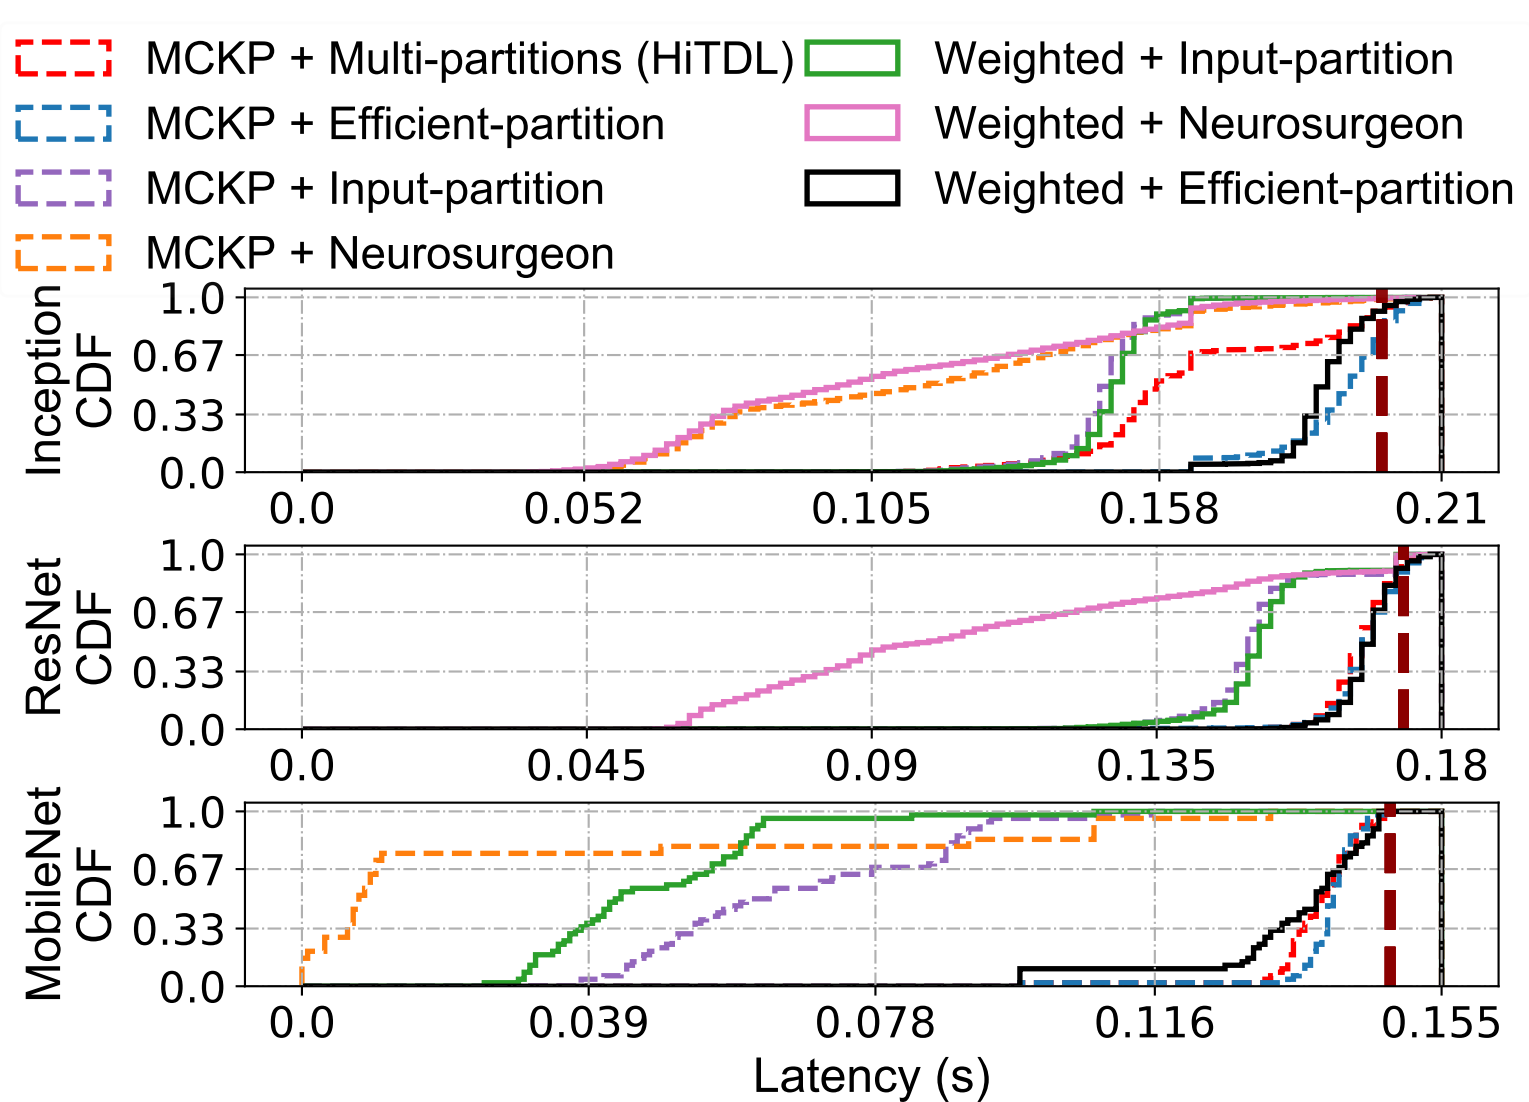 MCKP + Multi-partitions (HiTDL)
MCKP + Efficient-partition
MCKP + Input-partition
MCKP + Neurosurgeon
Weighted + Input-partition
Weighted + Neurosurgeon
Weighted + Efficient-partition
Inception
CDF
1.0
0.67
0.33
0.0
0.0 0.052 0.105 0.158 0.21
ResNet
CDF
1.0
0.67
0.33
0.0
0.0 0.045 0.09 0.135 0.18
MobileNet
CDF
1.0
0.67
0.33
0.0
0.0 0.039 0.078 0.116 0.155
Latency (s)